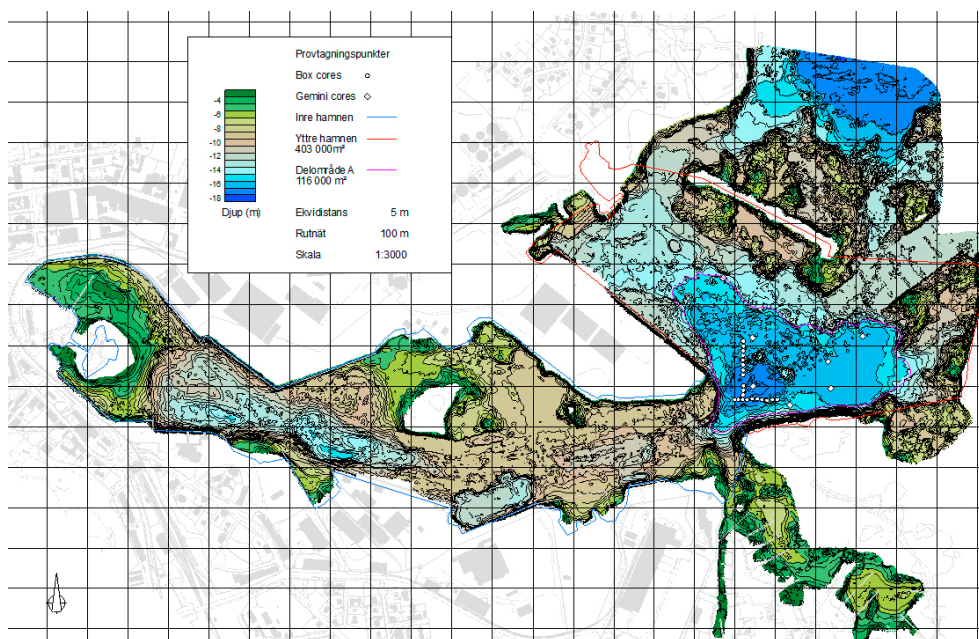 Provtagningspunkter
Box cores
Gemini cores
Inre hamnen
Yttre hamnen
403 000m²
Delområde A
116 000 m²
-4
-6
-8
-10
-12
-14
-16
-18
Djup (m)
Ekvidistans 5 m
Rutnät 100 m
Skala 1:3000